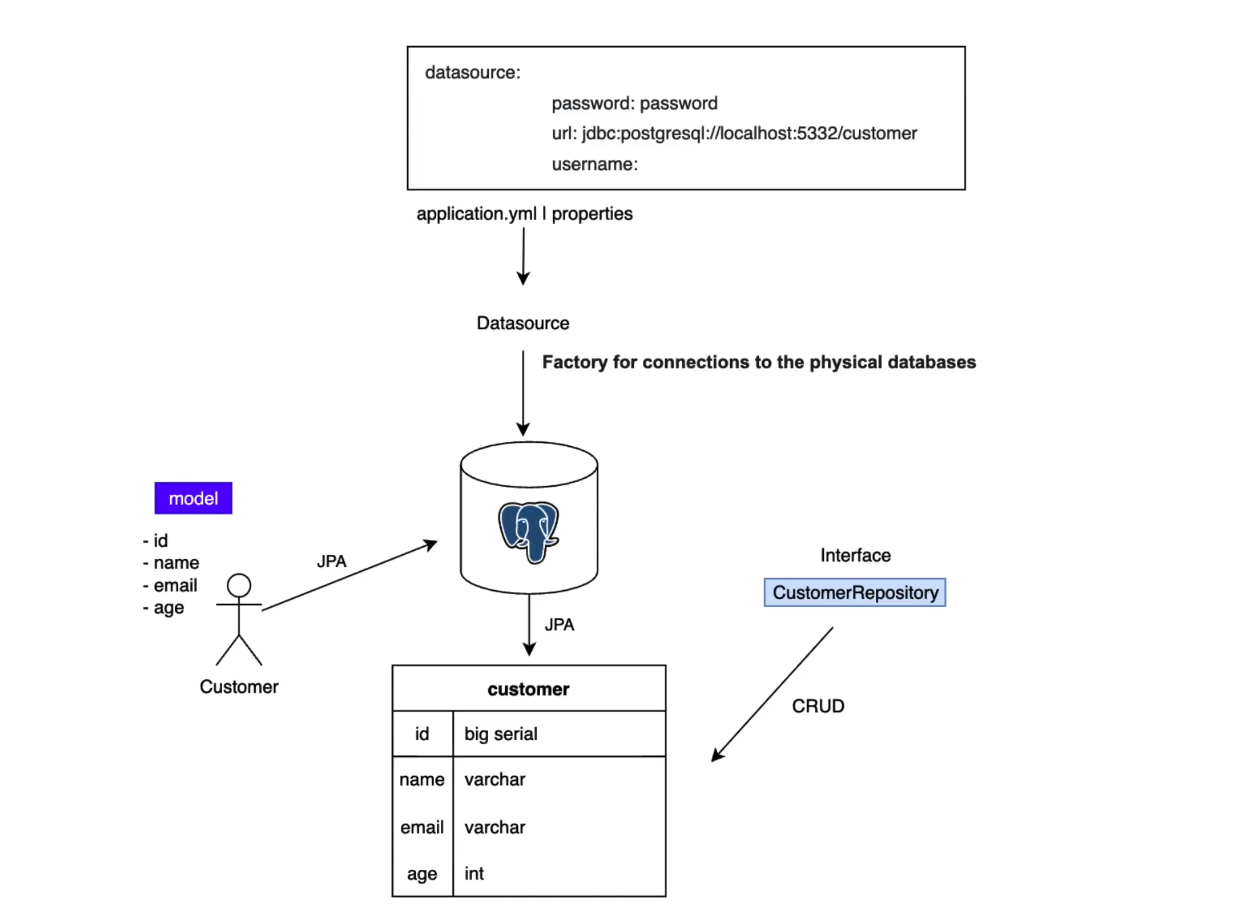 datasource:
password: password
url: jdbc:postgresql://localhost:5332/customer
username:
application.yml | properties
Datasource
Factory for connections to the physical databases
model
- id
- name
- email
- age
JPA
Customer
Interface
CustomerRepository
JPA
CRUD
customer
id big serial
name varchar
email varchar
age int